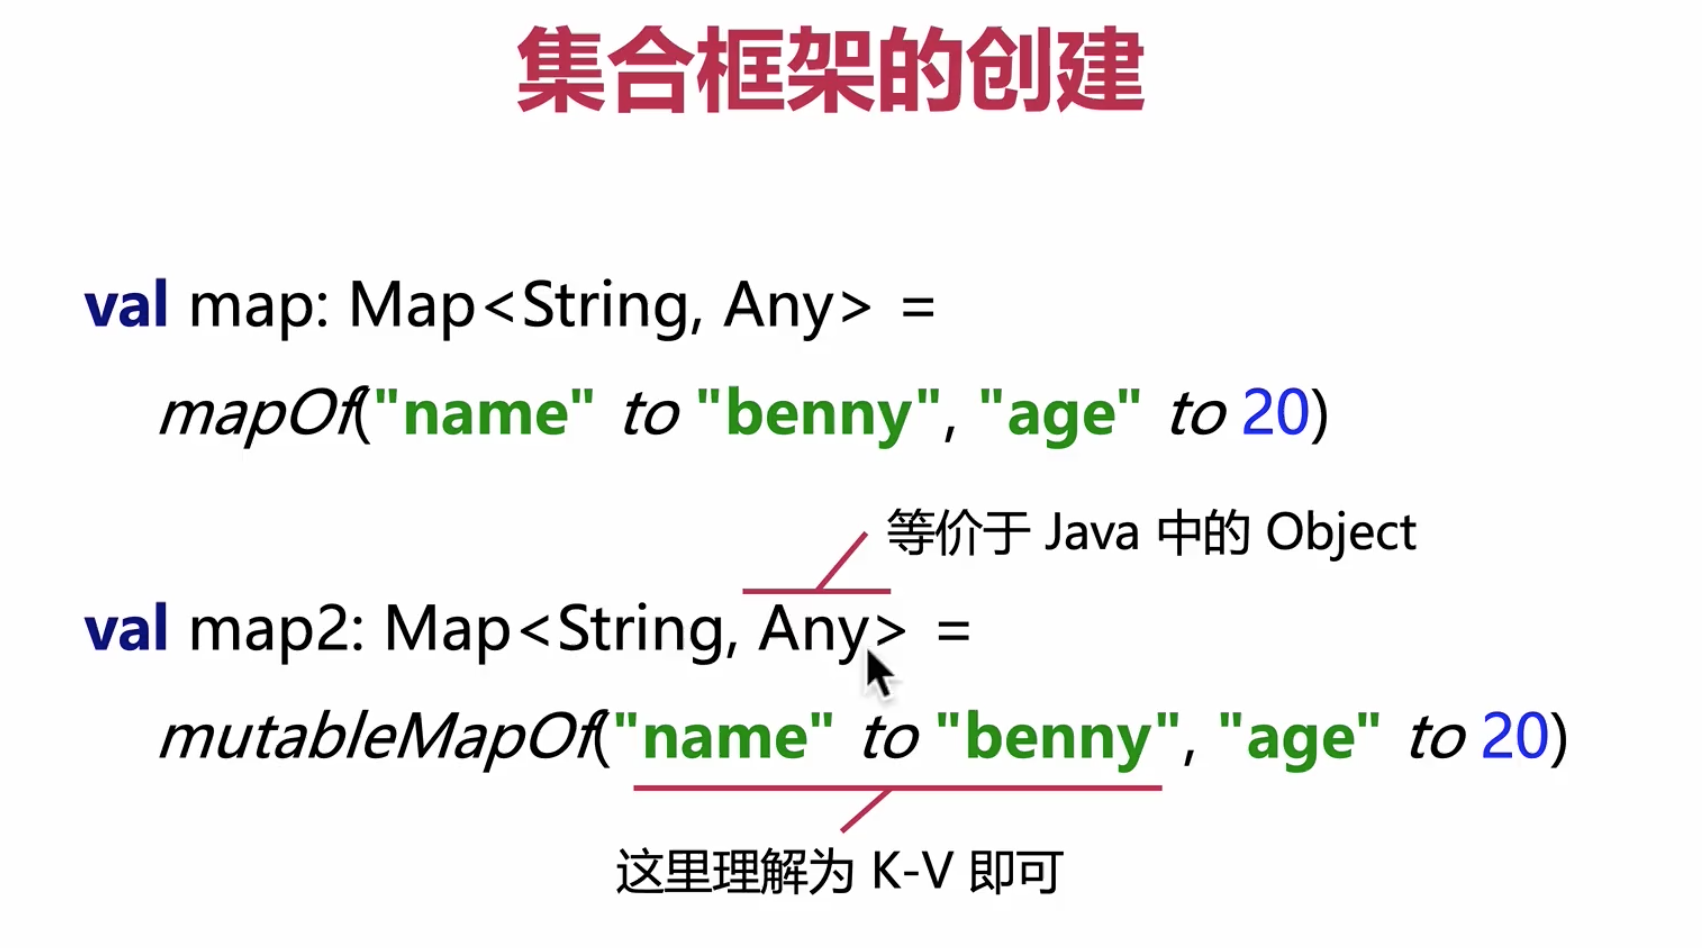 集合框架的创建
val map: Map<String, Any> =
mapOf("name" to "benny", "age" to 20)
等价于 Java 中的 Object
val map2: Map<String, Any> =
mutableMapOf("name" to "benny", "age" to 20)
这里理解为 K-V 即可